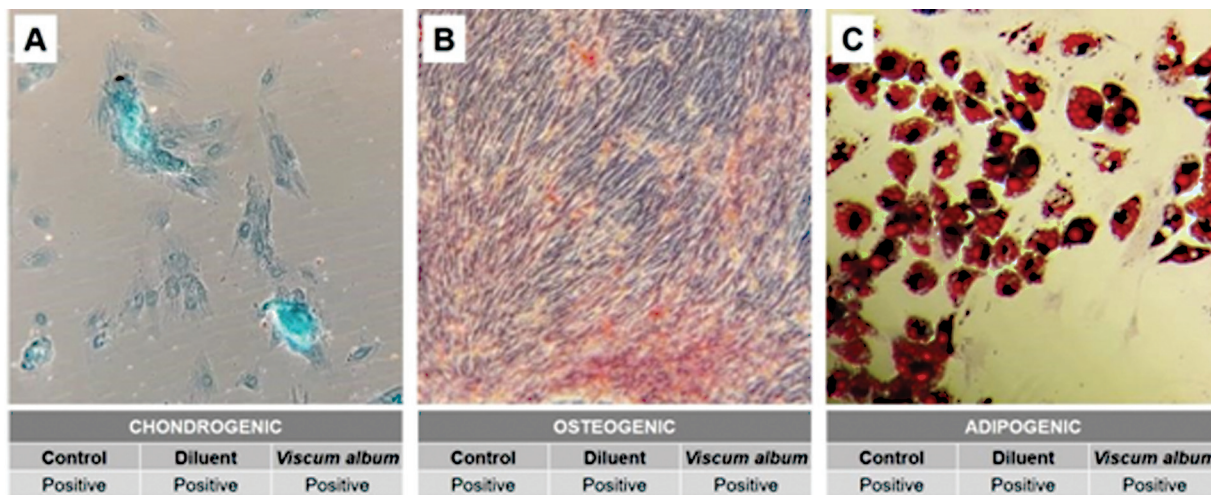 A
B
C
CHONDROGENIC
Control Diluent Viscum album
Positive Positive Positive
OSTEOGENIC
Control Diluent Viscum album
Positive Positive Positive
ADIPOGENIC
Control Diluent Viscum album
Positive Positive Positive